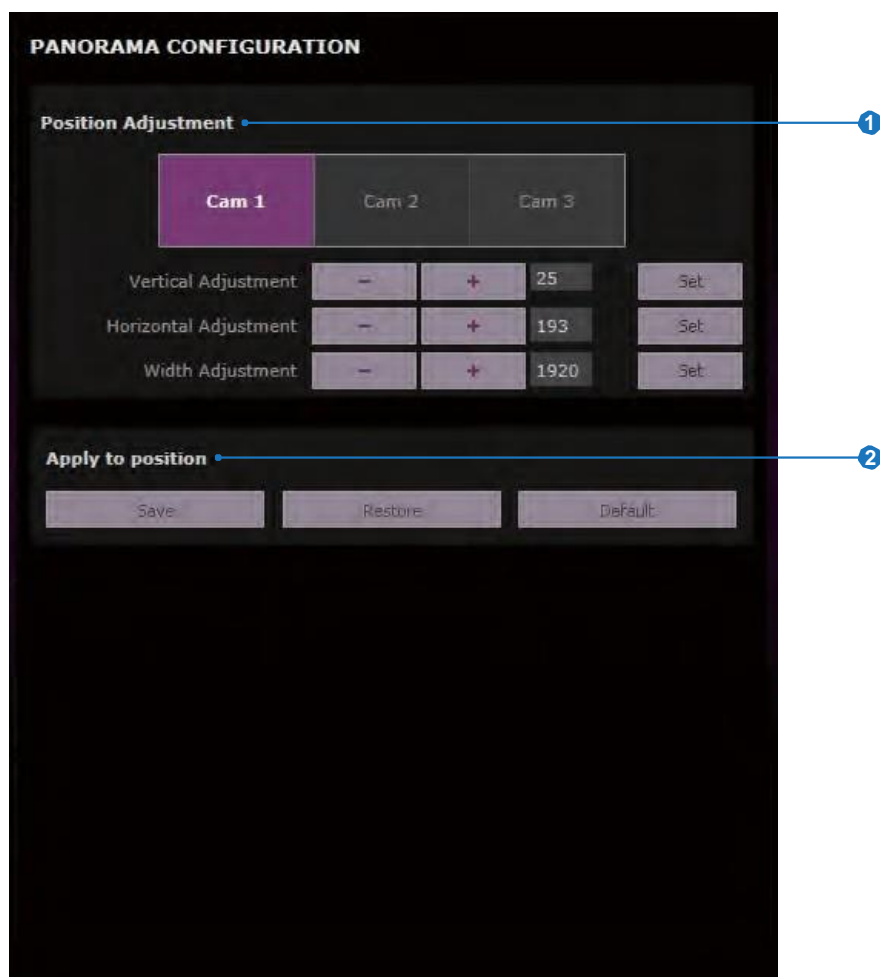 PANORAMA CONFIGURATION
Position Adjustment 1
Cam 1 Cam 2 Cam 3
Vertical Adjustment - + 25 Set
Horizontal Adjustment - + 193 Set
Width Adjustment - + 1920 Set
Apply to position 2
Save Restore Default